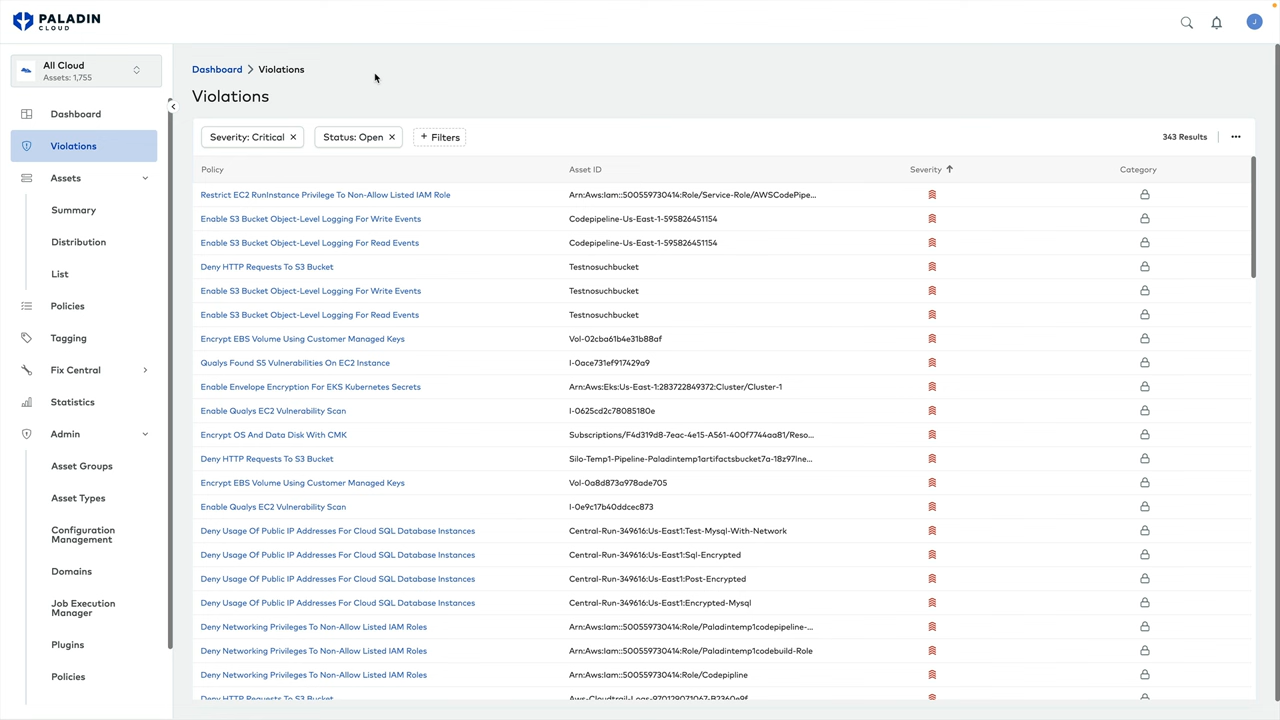 PALADIN
CLOUD
J
All Cloud
Assets: 1,755
Dashboard
Violations
Assets
Summary
Distribution
List
Policies
Tagging
Fix Central
Statistics
Admin
Asset Groups
Asset Types
Configuration
Management
Domains
Job Execution
Manager
Plugins
Policies
Dashboard > Violations
Violations
Severity: Critical ×
Status: Open ×
+ Filters
343 Results
Policy Asset ID Severity Category
Restrict EC2 RunInstance Privilege To Non-Allow Listed IAM Role Arn:Aws:Iam::500559730414:Role/Service-Role/AWSCodePipe...
Enable S3 Bucket Object-Level Logging For Write Events Codepipeline-Us-East-1-595826451154
Enable S3 Bucket Object-Level Logging For Read Events Codepipeline-Us-East-1-595826451154
Deny HTTP Requests To S3 Bucket Testnosuchbucket
Enable S3 Bucket Object-Level Logging For Write Events Testnosuchbucket
Enable S3 Bucket Object-Level Logging For Read Events Testnosuchbucket
Encrypt EBS Volume Using Customer Managed Keys Vol-02cba61b4e31b88af
Qualys Found S5 Vulnerabilities On EC2 Instance I-0ace731ef917429a9
Enable Envelope Encryption For EKS Kubernetes Secrets Arn:Aws:Eks:Us-East-1:283722849372:Cluster/Cluster-1
Enable Qualys EC2 Vulnerability Scan I-0625cd2c78085180e
Encrypt OS And Data Disk With CMK Subscriptions/F4d319d8-7eac-4e15-A561-400f7744aa81/Reso...
Deny HTTP Requests To S3 Bucket Silo-Temp1-Pipeline-Paladintemp1artifactsbucket7a-18z97lne...
Encrypt EBS Volume Using Customer Managed Keys Vol-0a8d873a978ade705
Enable Qualys EC2 Vulnerability Scan I-0e9c17b40ddcec873
Deny Usage Of Public IP Addresses For Cloud SQL Database Instances Central-Run-349616:Us-East1:Test-Mysql-With-Network
Deny Usage Of Public IP Addresses For Cloud SQL Database Instances Central-Run-349616:Us-East1:Sql-Encrypted
Deny Usage Of Public IP Addresses For Cloud SQL Database Instances Central-Run-349616:Us-East1:Post-Encrypted
Deny Usage Of Public IP Addresses For Cloud SQL Database Instances Central-Run-349616:Us-East1:Encrypted-Mysql
Deny Networking Privileges To Non-Allow Listed IAM Roles Arn:Aws:Iam::500559730414:Role/Paladintemp1codepipeline-...
Deny Networking Privileges To Non-Allow Listed IAM Roles Arn:Aws:Iam::500559730414:Role/Paladintemp1codebuild-Role
Deny Networking Privileges To Non-Allow Listed IAM Roles Arn:Aws:Iam::500559730414:Role/Codepipline
Deny HTTP Requests To S3 Bucket